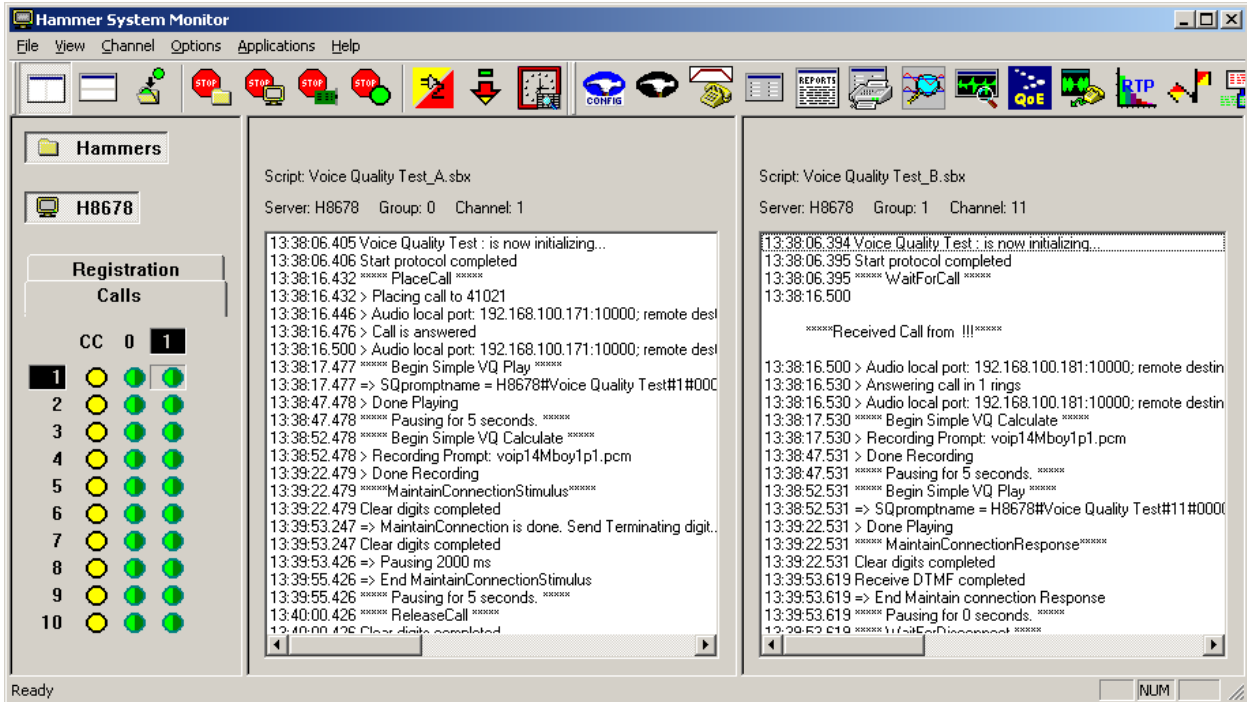 Hammer System Monitor
File View Channel Options Applications Help
STOP STOP STOP STOP CONFIG REPORTS QoE RTP
Hammers
H8678
Registration
Calls
CC 0 1
1
2
3
4
5
6
7
8
9
10
Script: Voice Quality Test_A.sbx
Server: H8678 Group: 0 Channel: 1
13:38:06.405 Voice Quality Test : is now initializing...
13:38:06.406 Start protocol completed
13:38:16.432 ***** PlaceCall *****
13:38:16.432 > Placing call to 41021
13:38:16.446 > Audio local port: 192.168.100.171:10000; remote dest
13:38:16.476 > Call is answered
13:38:16.500 > Audio local port: 192.168.100.171:10000; remote dest
13:38:17.477 ***** Begin Simple VQ Play *****
13:38:17.477 => SQpromptname = H8678#Voice Quality Test#1#000
13:38:47.478 > Done Playing
13:38:47.478 ***** Pausing for 5 seconds. *****
13:38:52.478 ***** Begin Simple VQ Calculate *****
13:38:52.478 > Recording Prompt: voip14Mboy1p1.pcm
13:39:22.479 > Done Recording
13:39:22.479 *****MaintainConnectionStimulus*****
13:39:22.479 Clear digits completed
13:39:53.247 => MaintainConnection is done. Send Terminating digit...
13:39:53.247 Clear digits completed
13:39:53.426 => Pausing 2000 ms
13:39:55.426 => End MaintainConnectionStimulus
13:39:55.426 ***** Pausing for 5 seconds. *****
13:40:00.426 ***** ReleaseCall *****
13:40:00.426 Clear digits completed
Script: Voice Quality Test_B.sbx
Server: H8678 Group: 1 Channel: 11
13:38:06.394 Voice Quality Test : is now initializing...
13:38:06.395 Start protocol completed
13:38:06.395 ***** WaitForCall *****
13:38:16.500
*****Received Call from !!!*****
13:38:16.500 > Audio local port: 192.168.100.181:10000; remote destin
13:38:16.530 > Answering call in 1 rings
13:38:16.530 > Audio local port: 192.168.100.181:10000; remote destin
13:38:17.530 ***** Begin Simple VQ Calculate *****
13:38:17.530 > Recording Prompt: voip14Mboy1p1.pcm
13:38:47.531 > Done Recording
13:38:47.531 ***** Pausing for 5 seconds. *****
13:38:52.531 ***** Begin Simple VQ Play *****
13:38:52.531 => SQpromptname = H8678#Voice Quality Test#11#0000
13:39:22.531 > Done Playing
13:39:22.531 ***** MaintainConnectionResponse*****
13:39:22.531 Clear digits completed
13:39:53.619 Receive DTMF completed
13:39:53.619 => End Maintain connection Response
13:39:53.619 ***** Pausing for 0 seconds. *****
13:39:53.619 ***** WaitForDisconnect *****
Ready
NUM